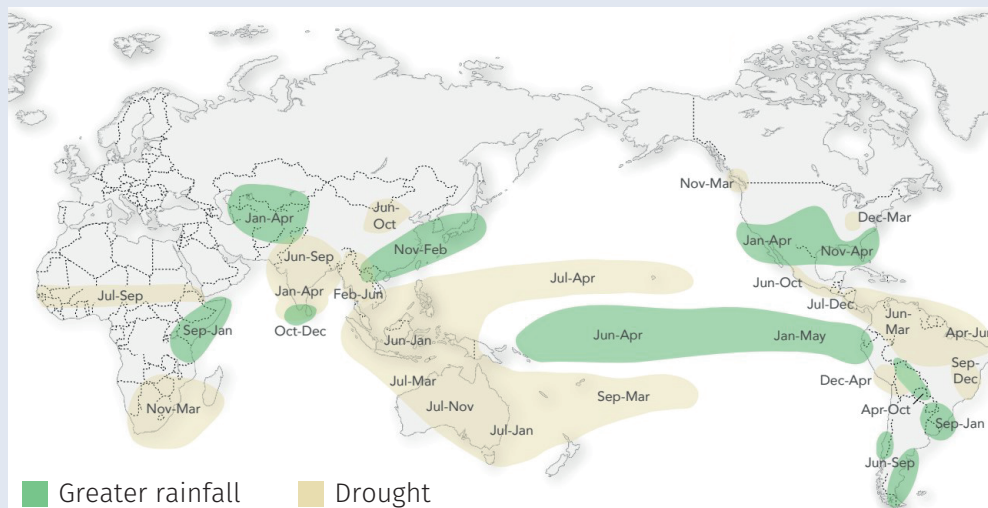 Nov-Mar
Jun-
Oct
Dec-Mar
Jan-Apr
Jan-Apr
Nov-Feb
Nov-Apr
Jun-Sep
Jul-Apr
Jun-Oct
Jul-Sep
Jan-Apr
Feb-Jun
Jul-Dec
Jun-
Mar
Sep-Jan
Oct-Dec
Jun-Jan
Jun-Apr
Jan-May
Apr-Jun
Sep-
Dec
Nov-Mar
Jul-Mar
Jul-Nov
Sep-Mar
Dec-Apr
Apr-Oct
Jul-Jan
Sep-Jan
Jun-Sep
Greater rainfall
Drought